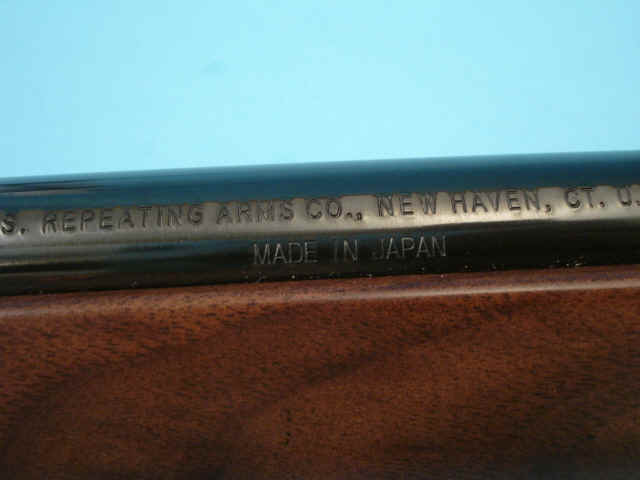 S. REPEATING ARMS CO., NEW HAVEN, CT. U.
MADE IN JAPAN